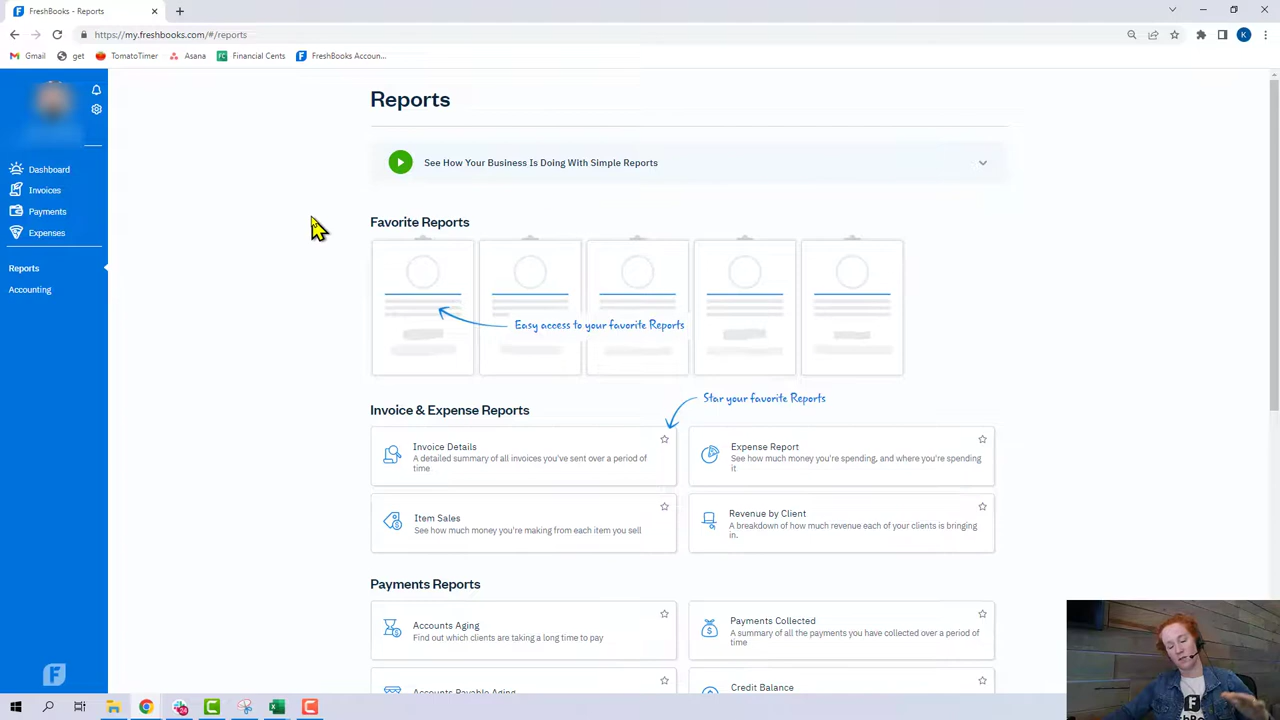 FreshBooks - Reports
https://my.freshbooks.com/#/reports
K
Gmail
get
TomatoTimer
Asana
FC
Financial Cents
FreshBooks Accoun...
Reports
See How Your Business Is Doing With Simple Reports
Dashboard
Invoices
Payments
Expenses
Reports
Accounting
Favorite Reports
Easy access to your favorite Reports
Star your favorite Reports
Invoice & Expense Reports
Invoice Details
A detailed summary of all invoices you've sent over a period of
time
Expense Report
See how much money you're spending, and where you're spending
it
Item Sales
See how much money you're making from each item you sell
Revenue by Client
A breakdown of how much revenue each of your clients is bringing
in.
Payments Reports
Accounts Aging
Find out which clients are taking a long time to pay
Payments Collected
A summary of all the payments you have collected over a period of
time
Accounts Payable Aging
Credit Balance